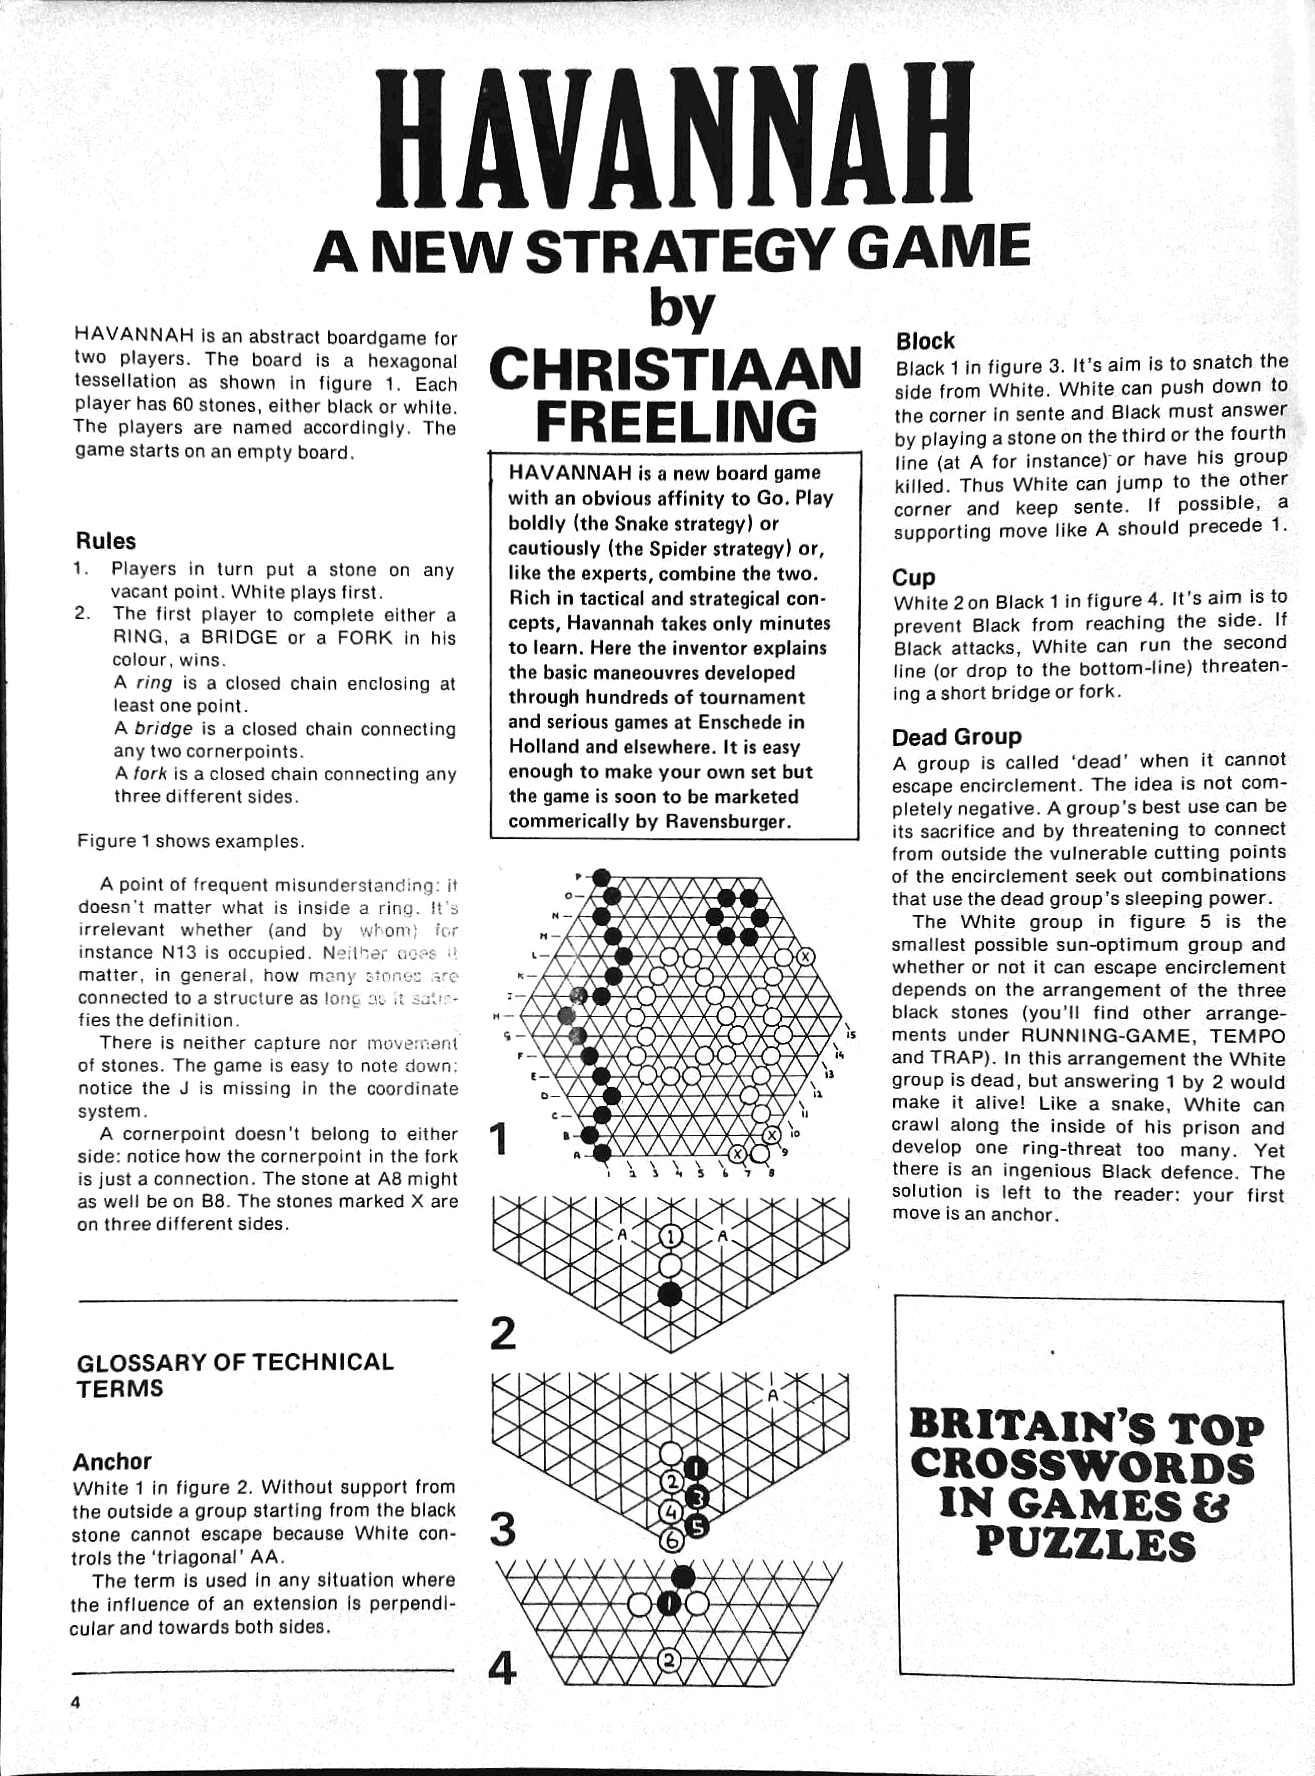 HAVANNAH
A NEW STRATEGY GAME
by
CHRISTIAAN
FREELING
HAVANNAH is an abstract boardgame for
two players. The board is a hexagonal
tessellation as shown in figure 1. Each
player has 60 stones, either black or white.
The players are named accordingly. The
game starts on an empty board.
Rules
1. Players in turn put a stone on any
vacant point. White plays first.
2. The first player to complete either a
RING, a BRIDGE or a FORK in his
colour, wins.
A ring is a closed chain enclosing at
least one point.
A bridge is a closed chain connecting
any two cornerpoints.
A fork is a closed chain connecting any
three different sides.
Figure 1 shows examples.
A point of frequent misunderstanding: it
doesn't matter what is inside a ring. It's
irrelevant whether (and by whom) for
instance N13 is occupied. Neither does it
matter, in general, how many stones are
connected to a structure as long as it satis-
fies the definition.
There is neither capture nor movement
of stones. The game is easy to note down:
notice the J is missing in the coordinate
system.
A cornerpoint doesn't belong to either
side: notice how the cornerpoint in the fork
is just a connection. The stone at A8 might
as well be on B8. The stones marked X are
on three different sides.
GLOSSARY OF TECHNICAL
TERMS
Anchor
White 1 in figure 2. Without support from
the outside a group starting from the black
stone cannot escape because White con-
trols the 'triagonal' AA.
The term is used in any situation where
the influence of an extension is perpendi-
cular and towards both sides.
4
HAVANNAH is a new board game
with an obvious affinity to Go. Play
boldly (the Snake strategy) or
cautiously (the Spider strategy) or,
like the experts, combine the two.
Rich in tactical and strategical con-
cepts, Havannah takes only minutes
to learn. Here the inventor explains
the basic maneouvres developed
through hundreds of tournament
and serious games at Enschede in
Holland and elsewhere. It is easy
enough to make your own set but
the game is soon to be marketed
commerically by Ravensburger.
P
O
N
M
L
K
I
H
G
F
E
D
C
B
A
X
X
X
1 2 3 4 5 6 7 8
9
10
11
12
13
14
15
1
A 1 A
2
A
1
2
3
4
5
6
3
1
2
4
Block
Black 1 in figure 3. It's aim is to snatch the
side from White. White can push down to
the corner in sente and Black must answer
by playing a stone on the third or the fourth
line (at A for instance) or have his group
killed. Thus White can jump to the other
corner and keep sente. If possible, a
supporting move like A should precede 1.
Cup
White 2 on Black 1 in figure 4. It's aim is to
prevent Black from reaching the side. If
Black attacks, White can run the second
line (or drop to the bottom-line) threaten-
ing a short bridge or fork.
Dead Group
A group is called 'dead' when it cannot
escape encirclement. The idea is not com-
pletely negative. A group's best use can be
its sacrifice and by threatening to connect
from outside the vulnerable cutting points
of the encirclement seek out combinations
that use the dead group's sleeping power.
The White group in figure 5 is the
smallest possible sun-optimum group and
whether or not it can escape encirclement
depends on the arrangement of the three
black stones (you'll find other arrange-
ments under RUNNING-GAME, TEMPO
and TRAP). In this arrangement the White
group is dead, but answering 1 by 2 would
make it alive! Like a snake, White can
crawl along the inside of his prison and
develop one ring-threat too many. Yet
there is an ingenious Black defence. The
solution is left to the reader: your first
move is an anchor.
BRITAIN'S TOP
CROSSWORDS
IN GAMES &
PUZZLES